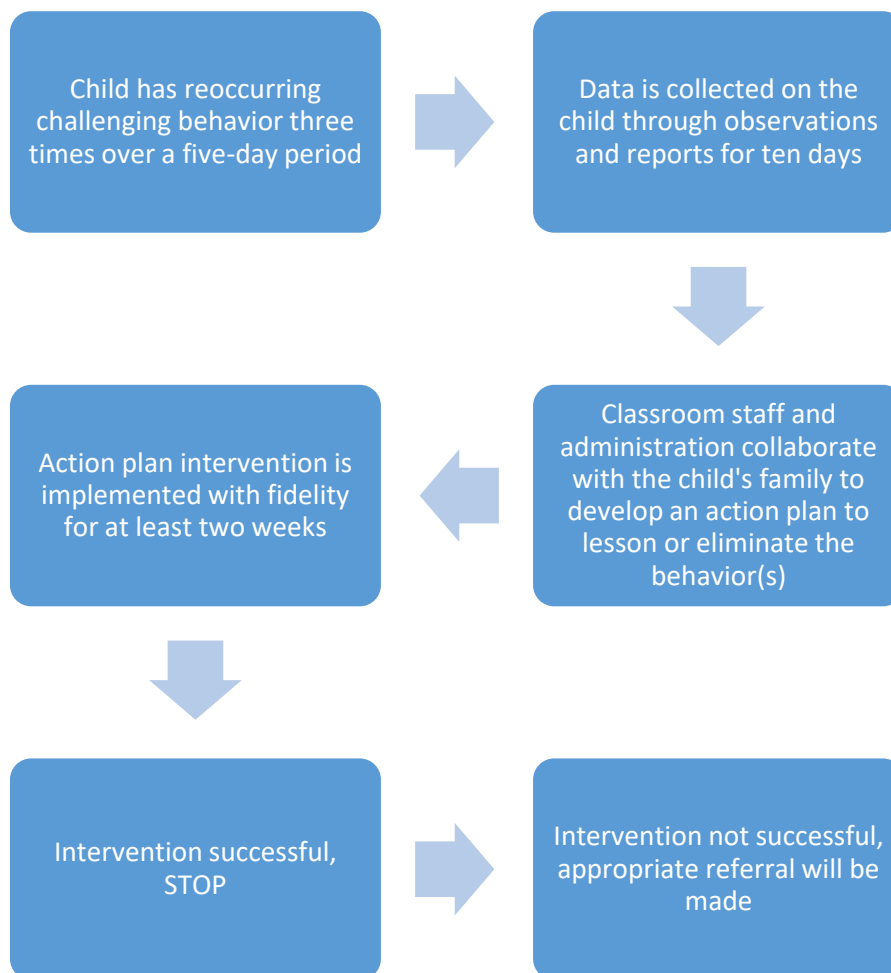 Child has reoccurring
challenging behavior three
times over a five-day period
Data is collected on the
child through observations
and reports for ten days
Classroom staff and
administration collaborate
with the child's family to
develop an action plan to
lesson or eliminate the
behavior(s)
Action plan intervention is
implemented with fidelity
for at least two weeks
Intervention successful,
STOP
Intervention not successful,
appropriate referral will be
made